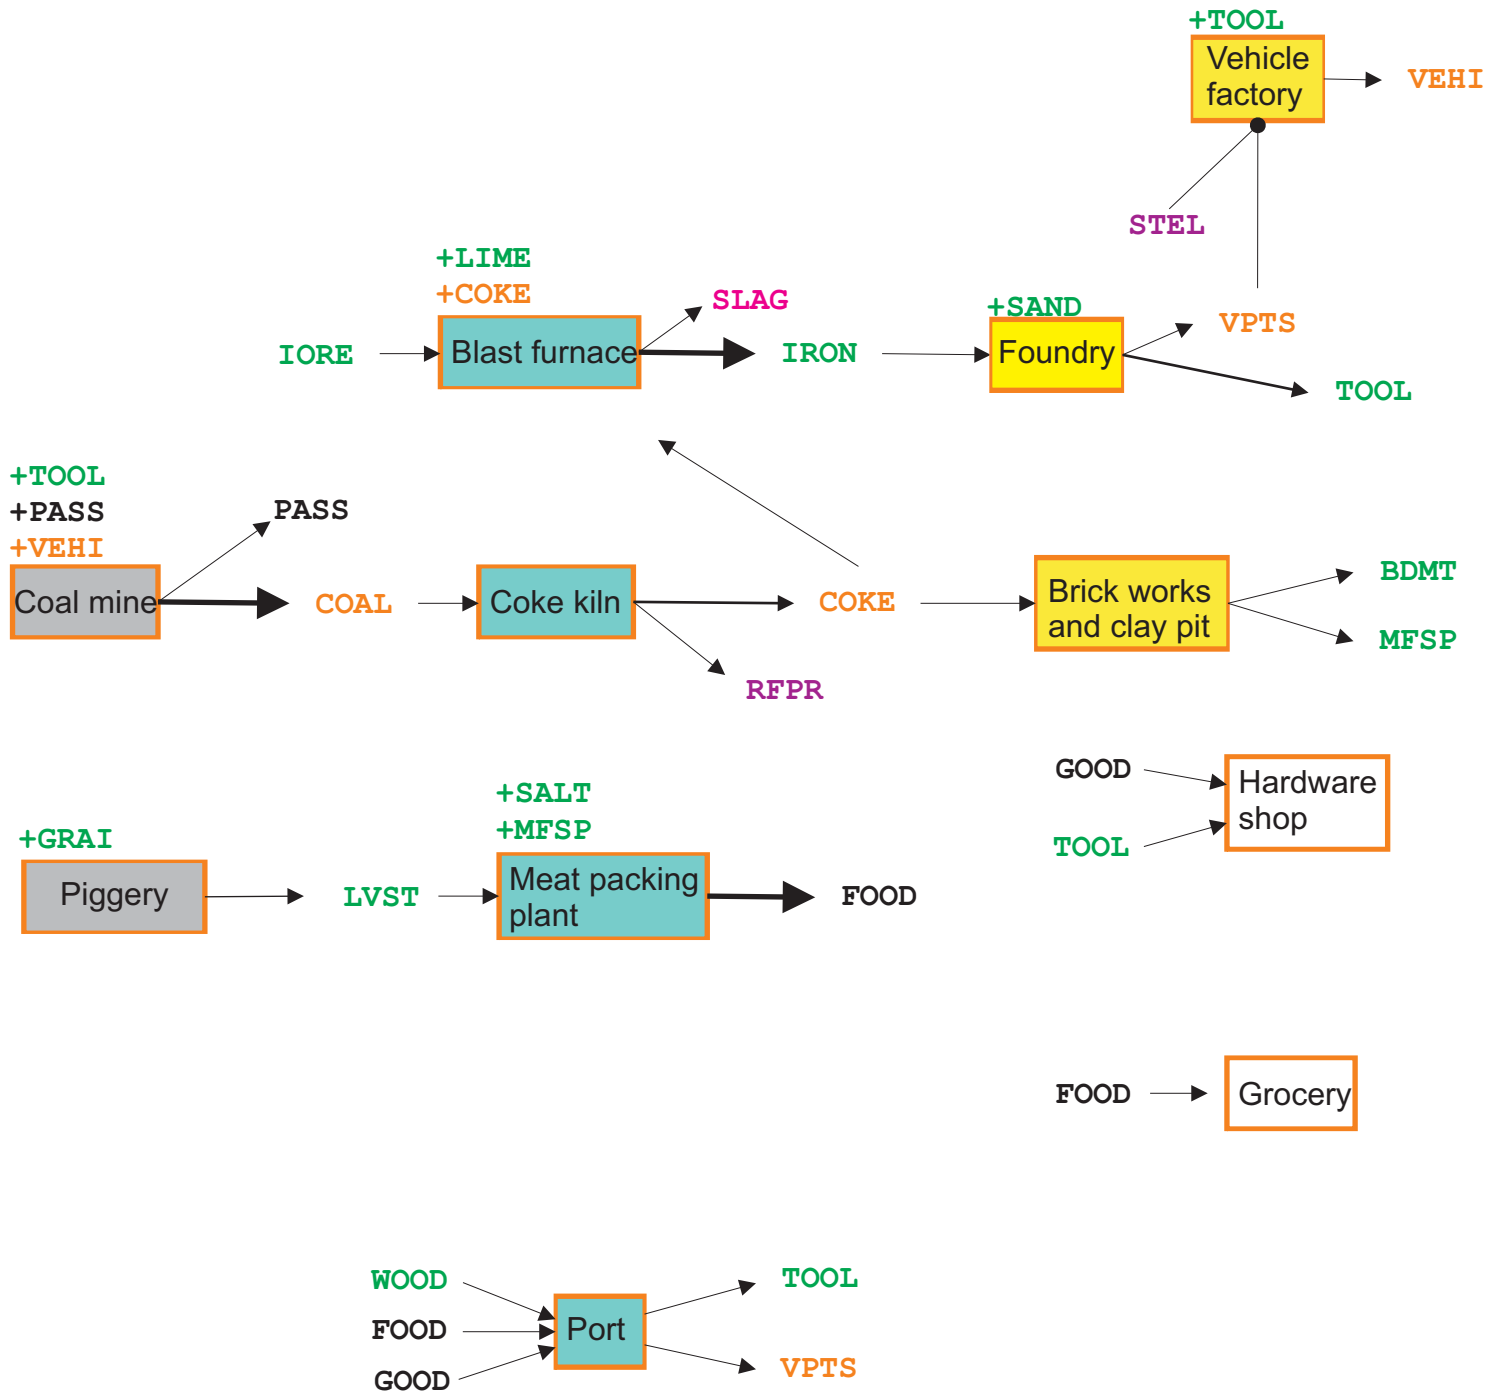 +TOOL
Vehicle
factory
VEHI
STEL
+LIME
+COKE
SLAG
+SAND
VPTS
IORE
Blast furnace
IRON
Foundry
TOOL
+TOOL
+PASS
+VEHI
PASS
Coal mine
COAL
Coke kiln
COKE
Brick works
and clay pit
BDMT
MFSP
RFPR
GOOD
TOOL
Hardware
shop
+SALT
+MFSP
+GRAI
Piggery
LVST
Meat packing
plant
FOOD
FOOD
Grocery
WOOD
FOOD
GOOD
Port
TOOL
VPTS